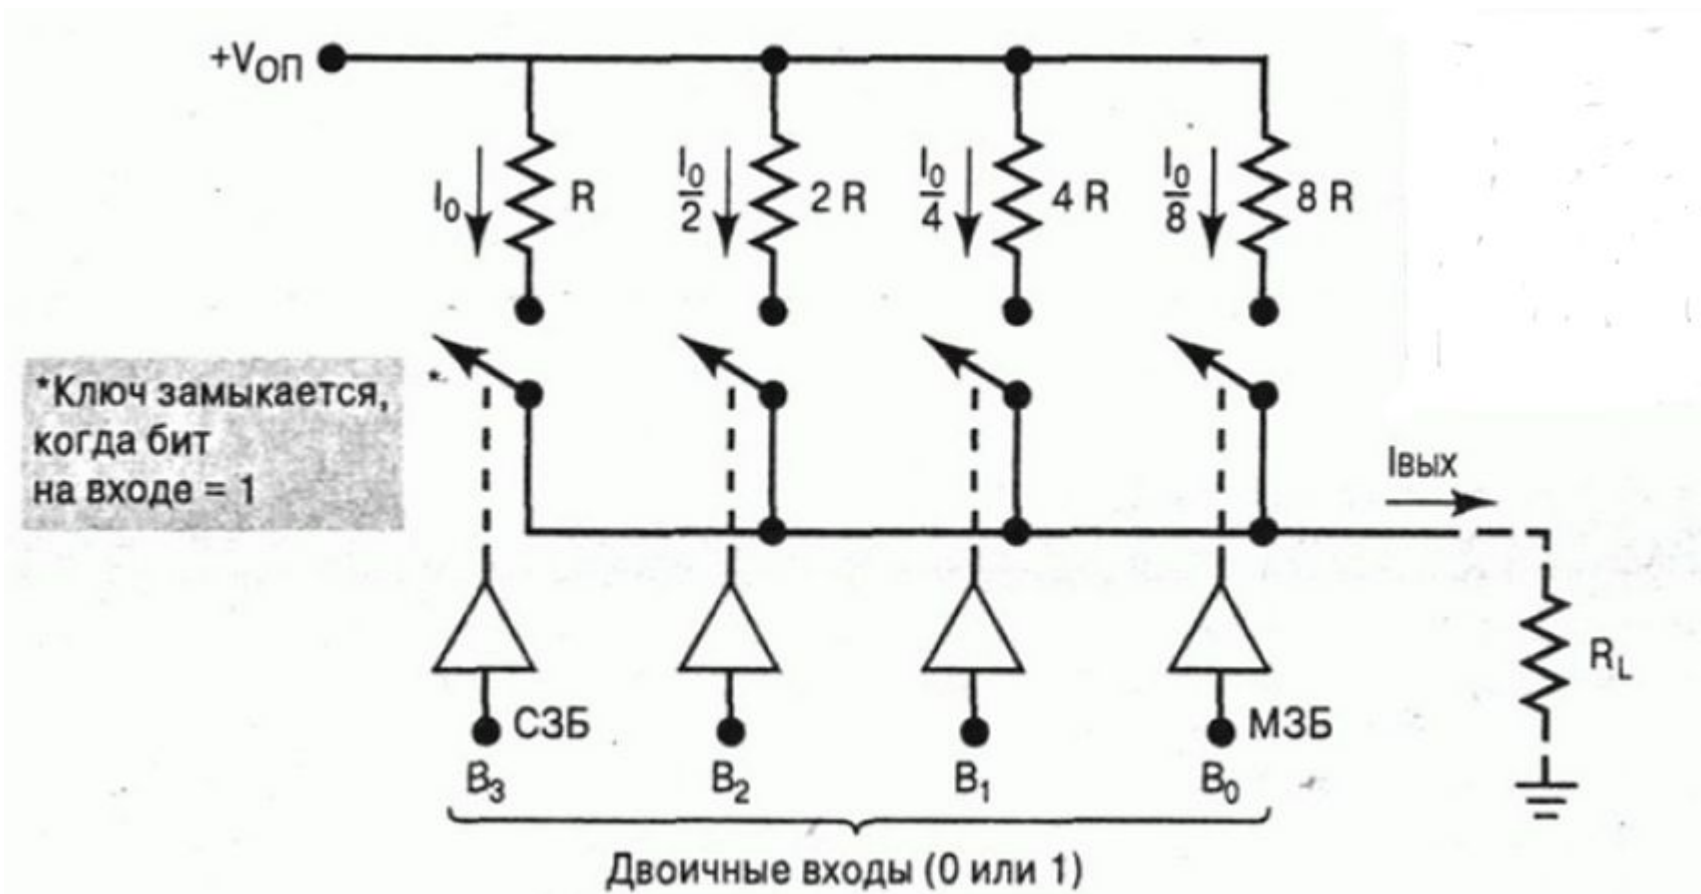 +VОП
I0
R
I0/2
2 R
I0/4
4 R
I0/8
8 R
*
*Ключ замыкается,
когда бит
на входе = 1
Iвых
RL
СЗБ
МЗБ
B3
B2
B1
B0
Двоичные входы (0 или 1)